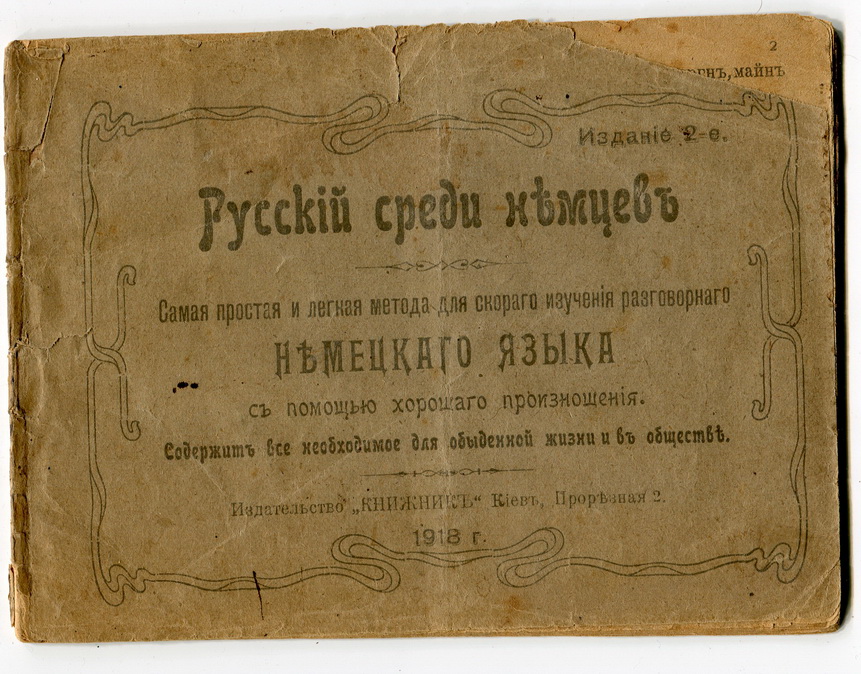 2
майнъ
Изданіе 2-е.
Русскій среди нѣмцевъ
Самая простая и легкая метода для скораго изученія разговорнаго
НѢМЕЦКАГО ЯЗЫКА
съ помощью хорошаго произношенія.
Содержитъ все необходимое для обыденной жизни и въ обществѣ.
Издательство „КНИЖНИКЪ“ Кіевъ, Прорѣзная 2.
1918 г.